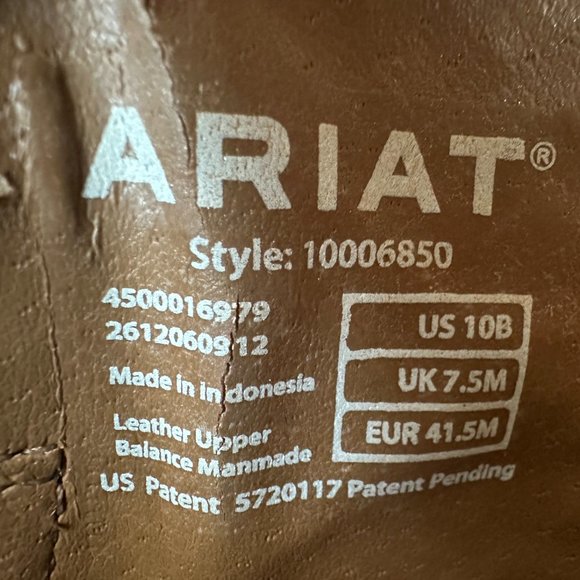 ARIAT®
Style: 10006850
4500016979
2612060912
Made in indonesia
Leather Upper
Balance Manmade
US Patent 5720117 Patent Pending
US 10B
UK 7.5M
EUR 41.5M